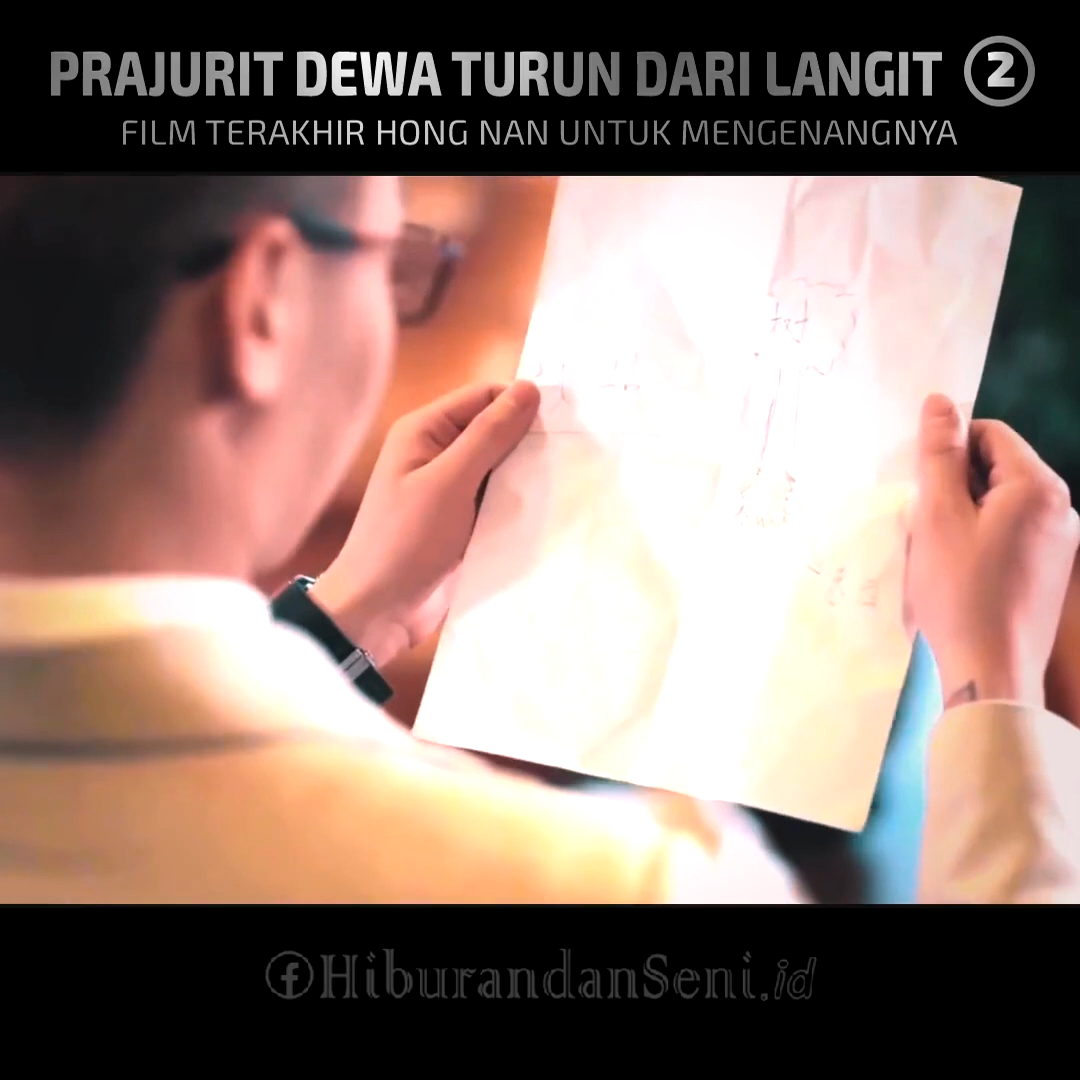 PRAJURIT DEWA TURUN DARI LANGIT 2
FILM TERAKHIR HONG NAN UNTUK MENGENANGNYA
HiburandanSeni.id